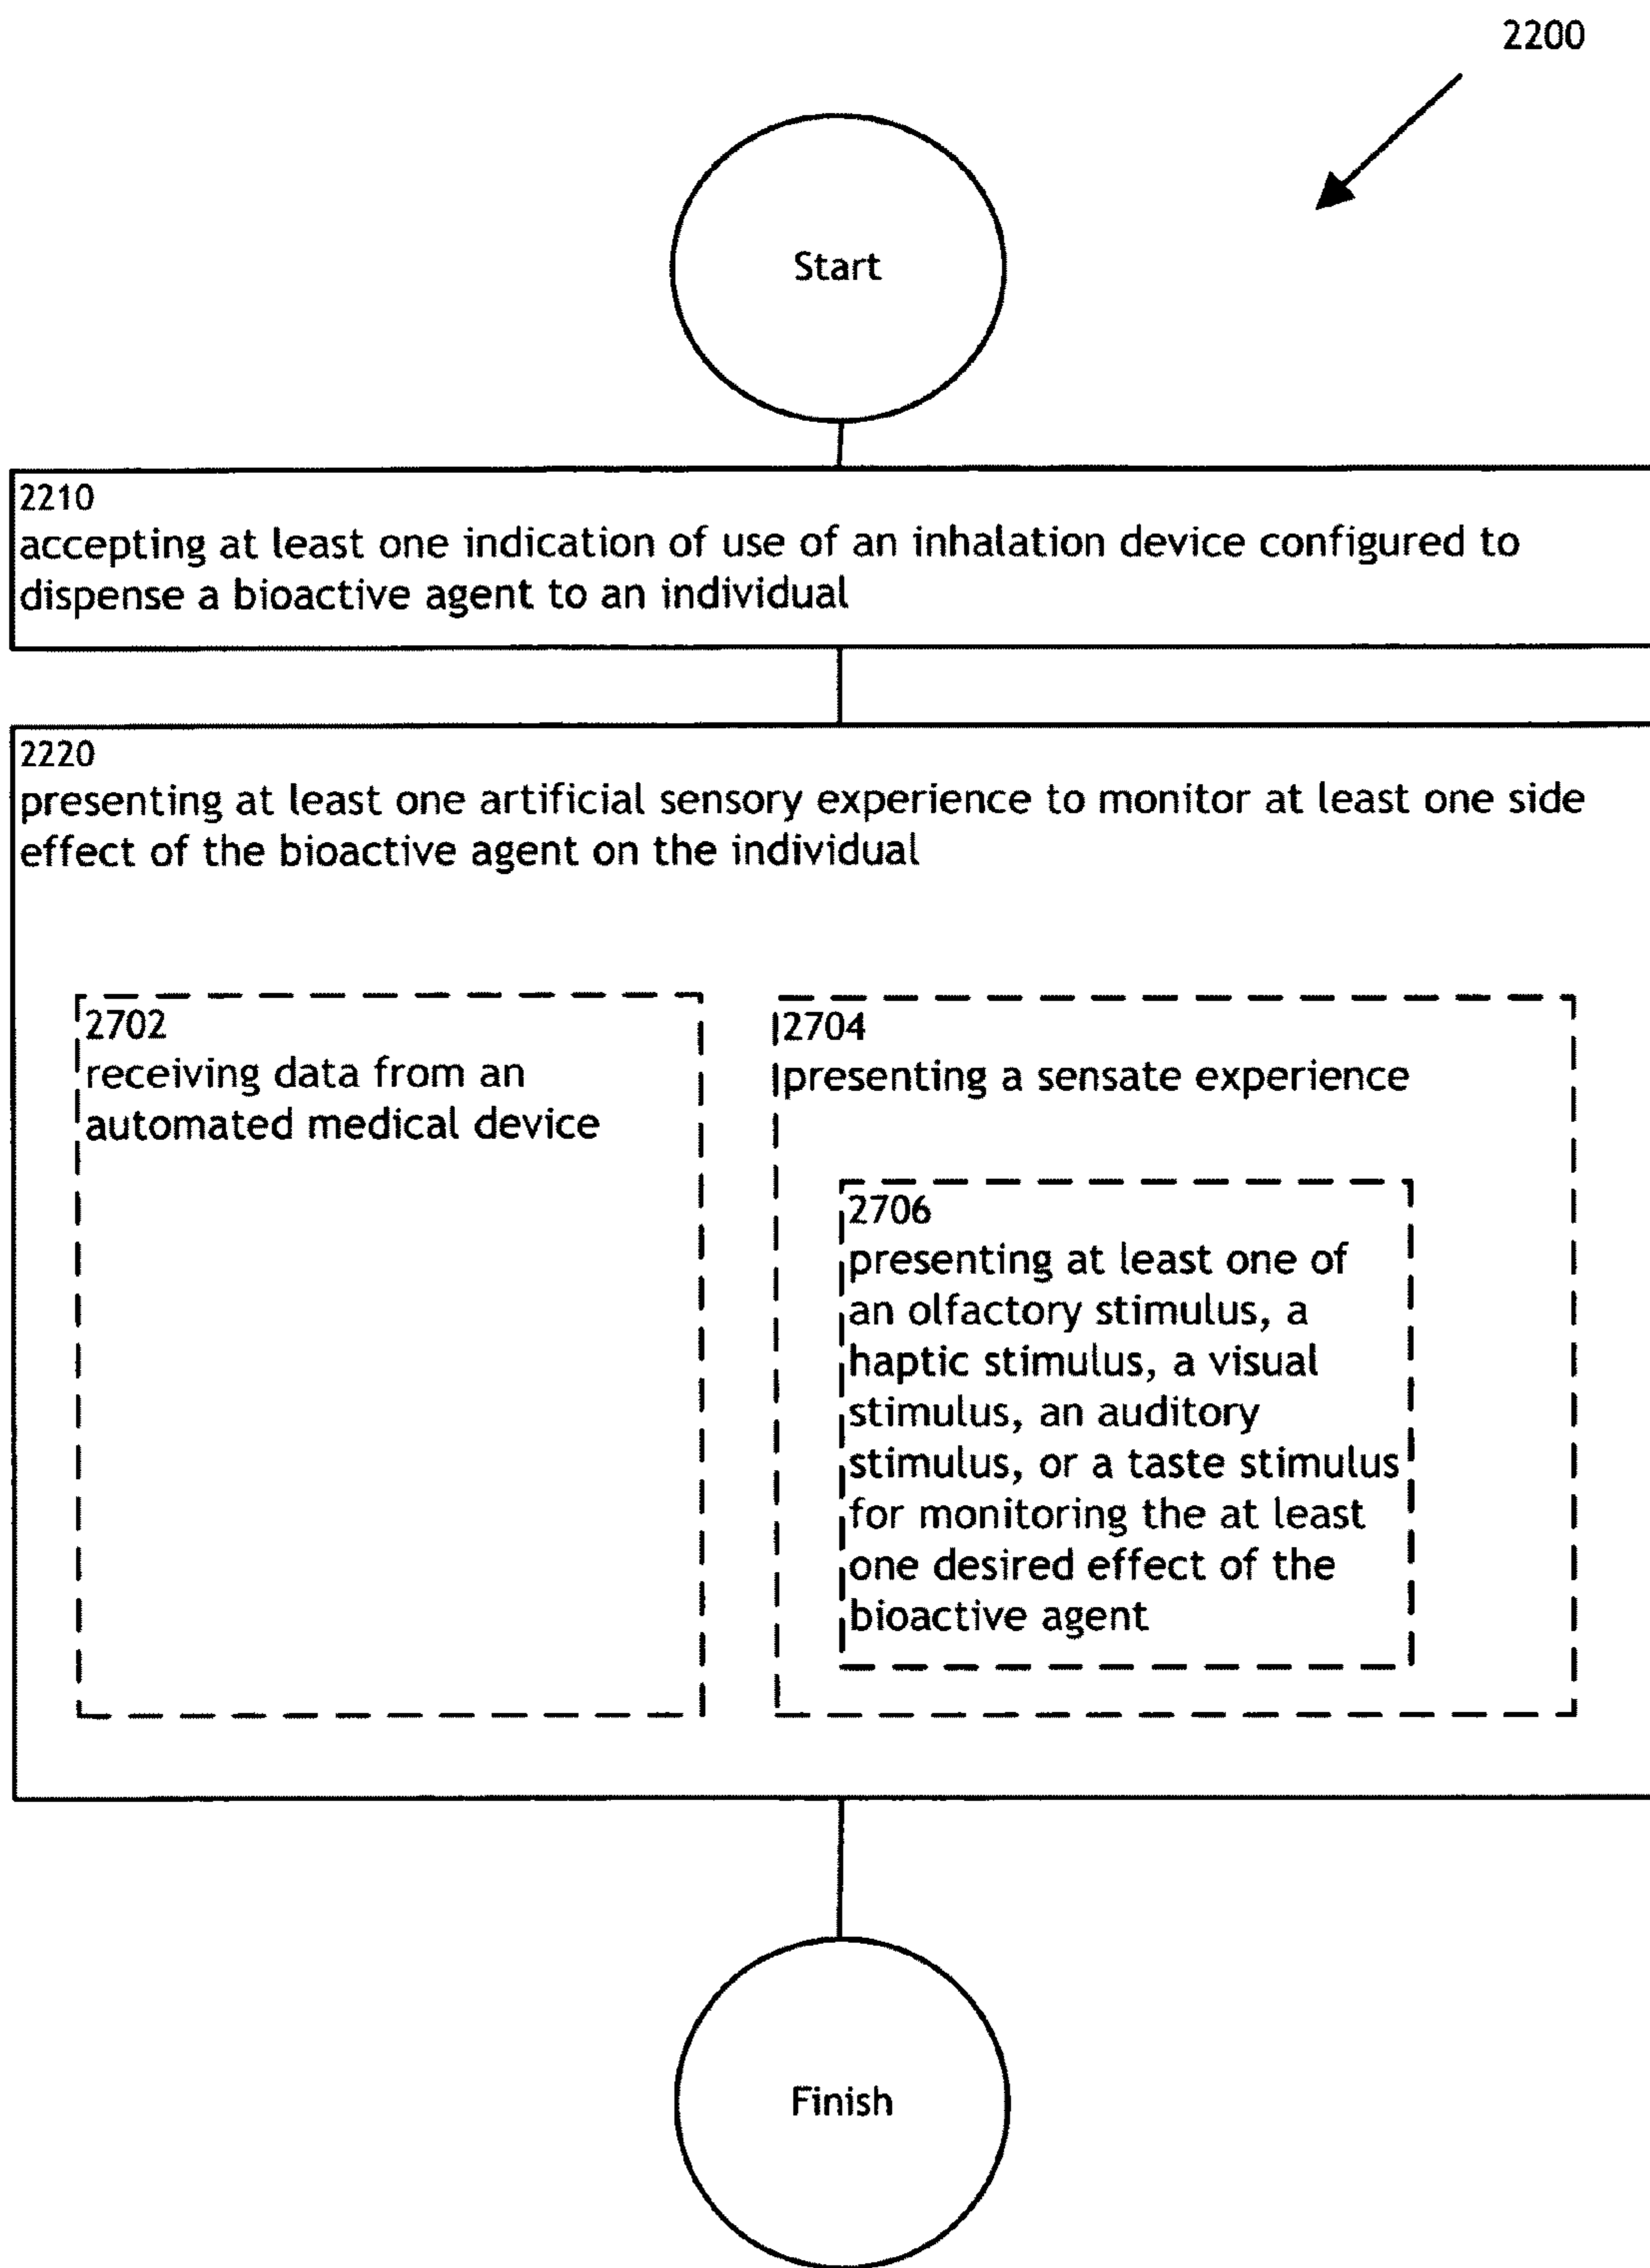 2200
Start
2210
accepting at least one indication of use of an inhalation device configured to
dispense a bioactive agent to an individual
2220
presenting at least one artificial sensory experience to monitor at least one side
effect of the bioactive agent on the individual
2702
receiving data from an
automated medical device
2704
presenting a sensate experience
2706
presenting at least one of
an olfactory stimulus, a
haptic stimulus, a visual
stimulus, an auditory
stimulus, or a taste stimulus
for monitoring the at least
one desired effect of the
bioactive agent
Finish